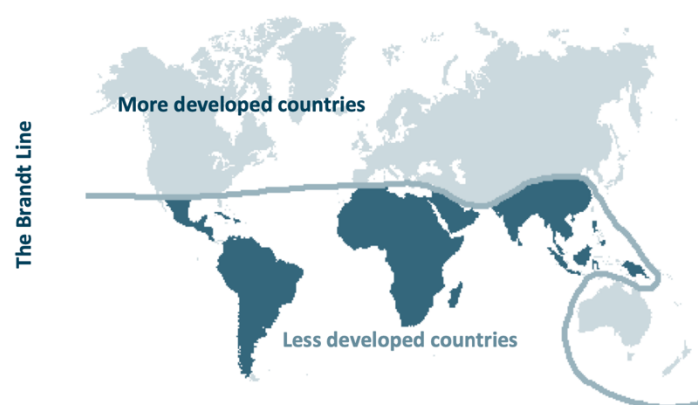 The Brandt Line
More developed countries
Less developed countries